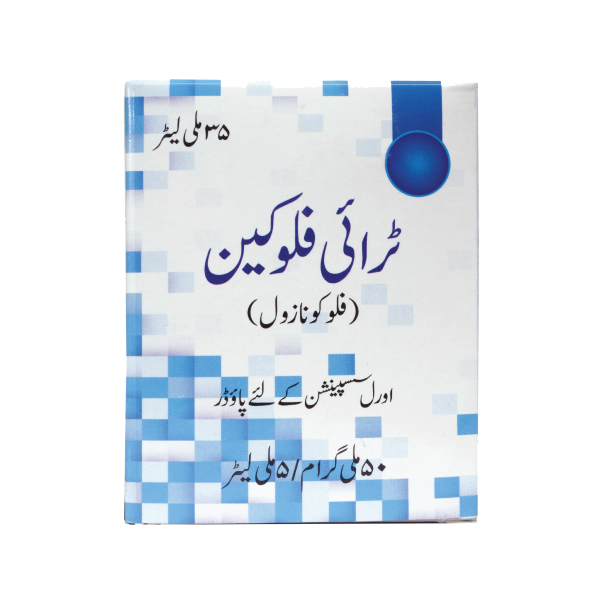 ۳۵ ملی لیٹر
ٹرائی فلوکین
(فلوکونازول)
اورل سسپینشن کے لئے پاؤڈر
۵۰ ملی گرام/۵ ملی لیٹر